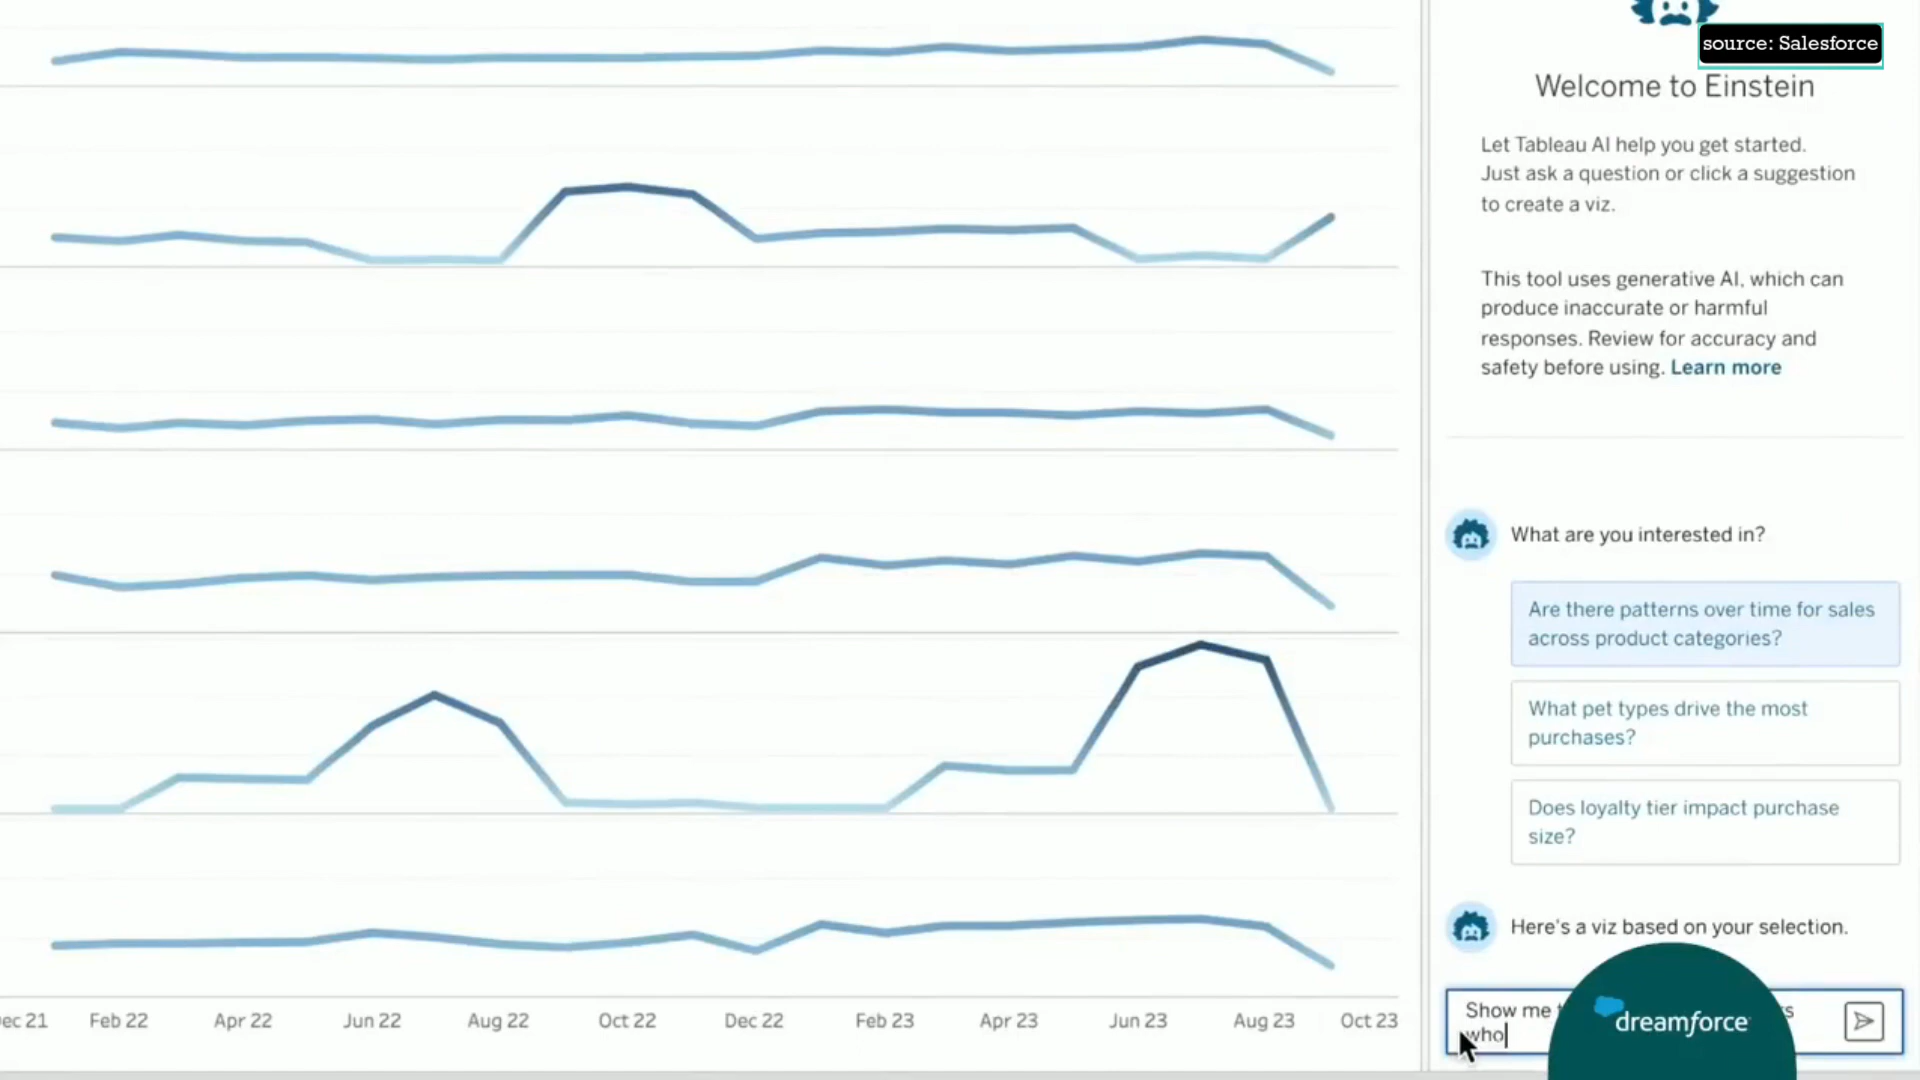 source: Salesforce
Welcome to Einstein
Let Tableau AI help you get started.
Just ask a question or click a suggestion
to create a viz.
This tool uses generative AI, which can
produce inaccurate or harmful
responses. Review for accuracy and
safety before using. Learn more
What are you interested in?
Are there patterns over time for sales
across product categories?
What pet types drive the most
purchases?
Does loyalty tier impact purchase
size?
Here's a viz based on your selection.
Show me
who
dreamforce
Feb 22 Apr 22 Jun 22 Aug 22 Oct 22 Dec 22 Feb 23 Apr 23 Jun 23 Aug 23 Oct 23